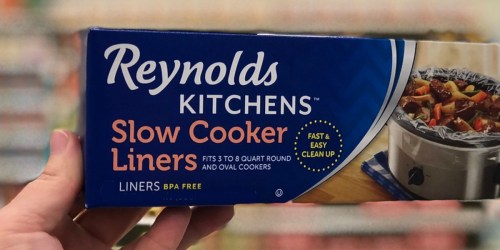 Reynolds
KITCHENS™
Slow Cooker
Liners FITS 3 TO 8 QUART ROUND
AND OVAL COOKERS
LINERS BPA FREE
FAST &
EASY
CLEAN UP